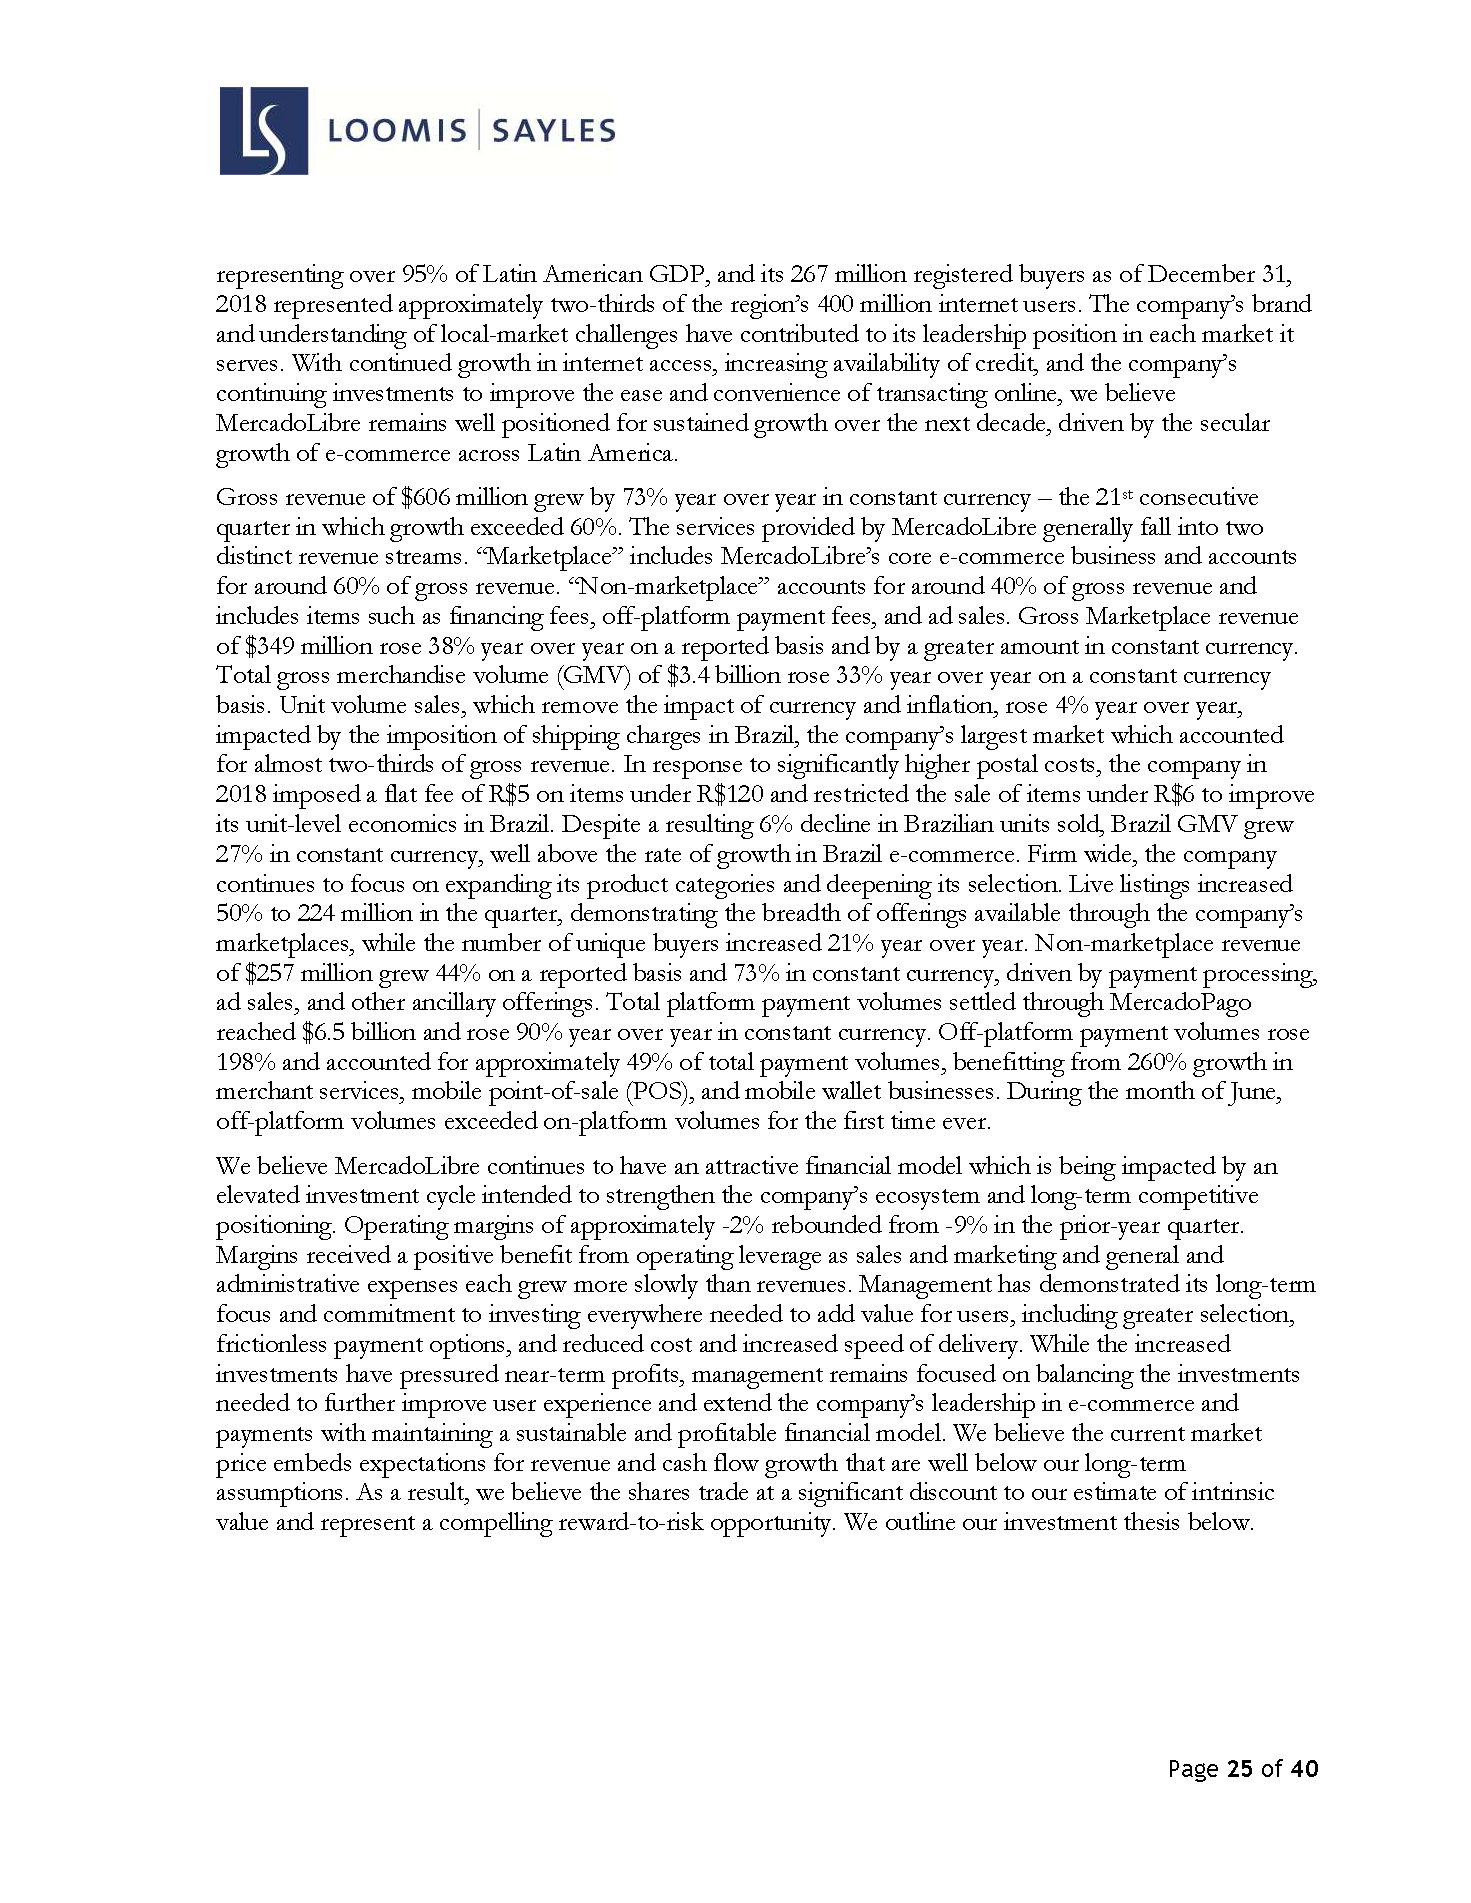 LS LOOMIS | SAYLES
representing over 95% of Latin American GDP, and its 267 million registered buyers as of December 31,
2018 represented approximately two-thirds of the region’s 400 million internet users. The company’s brand
and understanding of local-market challenges have contributed to its leadership position in each market it
serves. With continued growth in internet access, increasing availability of credit, and the company’s
continuing investments to improve the ease and convenience of transacting online, we believe
MercadoLibre remains well positioned for sustained growth over the next decade, driven by the secular
growth of e-commerce across Latin America.
Gross revenue of $606 million grew by 73% year over year in constant currency – the 21st consecutive
quarter in which growth exceeded 60%. The services provided by MercadoLibre generally fall into two
distinct revenue streams. “Marketplace” includes MercadoLibre’s core e-commerce business and accounts
for around 60% of gross revenue. “Non-marketplace” accounts for around 40% of gross revenue and
includes items such as financing fees, off-platform payment fees, and ad sales. Gross Marketplace revenue
of $349 million rose 38% year over year on a reported basis and by a greater amount in constant currency.
Total gross merchandise volume (GMV) of $3.4 billion rose 33% year over year on a constant currency
basis. Unit volume sales, which remove the impact of currency and inflation, rose 4% year over year,
impacted by the imposition of shipping charges in Brazil, the company’s largest market which accounted
for almost two-thirds of gross revenue. In response to significantly higher postal costs, the company in
2018 imposed a flat fee of R$5 on items under R$120 and restricted the sale of items under R$6 to improve
its unit-level economics in Brazil. Despite a resulting 6% decline in Brazilian units sold, Brazil GMV grew
27% in constant currency, well above the rate of growth in Brazil e-commerce. Firm wide, the company
continues to focus on expanding its product categories and deepening its selection. Live listings increased
50% to 224 million in the quarter, demonstrating the breadth of offerings available through the company’s
marketplaces, while the number of unique buyers increased 21% year over year. Non-marketplace revenue
of $257 million grew 44% on a reported basis and 73% in constant currency, driven by payment processing,
ad sales, and other ancillary offerings. Total platform payment volumes settled through MercadoPago
reached $6.5 billion and rose 90% year over year in constant currency. Off-platform payment volumes rose
198% and accounted for approximately 49% of total payment volumes, benefitting from 260% growth in
merchant services, mobile point-of-sale (POS), and mobile wallet businesses. During the month of June,
off-platform volumes exceeded on-platform volumes for the first time ever.
We believe MercadoLibre continues to have an attractive financial model which is being impacted by an
elevated investment cycle intended to strengthen the company’s ecosystem and long-term competitive
positioning. Operating margins of approximately -2% rebounded from -9% in the prior-year quarter.
Margins received a positive benefit from operating leverage as sales and marketing and general and
administrative expenses each grew more slowly than revenues. Management has demonstrated its long-term
focus and commitment to investing everywhere needed to add value for users, including greater selection,
frictionless payment options, and reduced cost and increased speed of delivery. While the increased
investments have pressured near-term profits, management remains focused on balancing the investments
needed to further improve user experience and extend the company’s leadership in e-commerce and
payments with maintaining a sustainable and profitable financial model. We believe the current market
price embeds expectations for revenue and cash flow growth that are well below our long-term
assumptions. As a result, we believe the shares trade at a significant discount to our estimate of intrinsic
value and represent a compelling reward-to-risk opportunity. We outline our investment thesis below.
Page 25 of 40